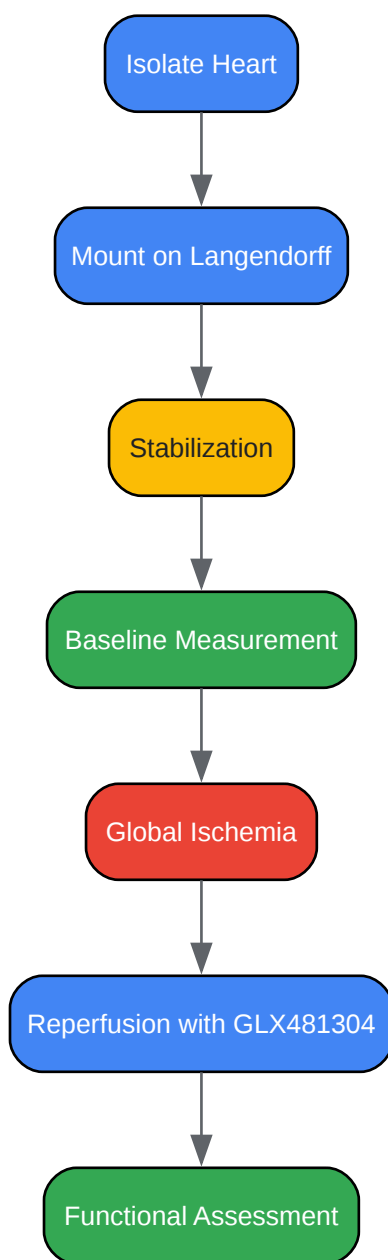 Isolate Heart
Mount on Langendorff
Stabilization
Baseline Measurement
Global Ischemia
Reperfusion with GLX481304
Functional Assessment